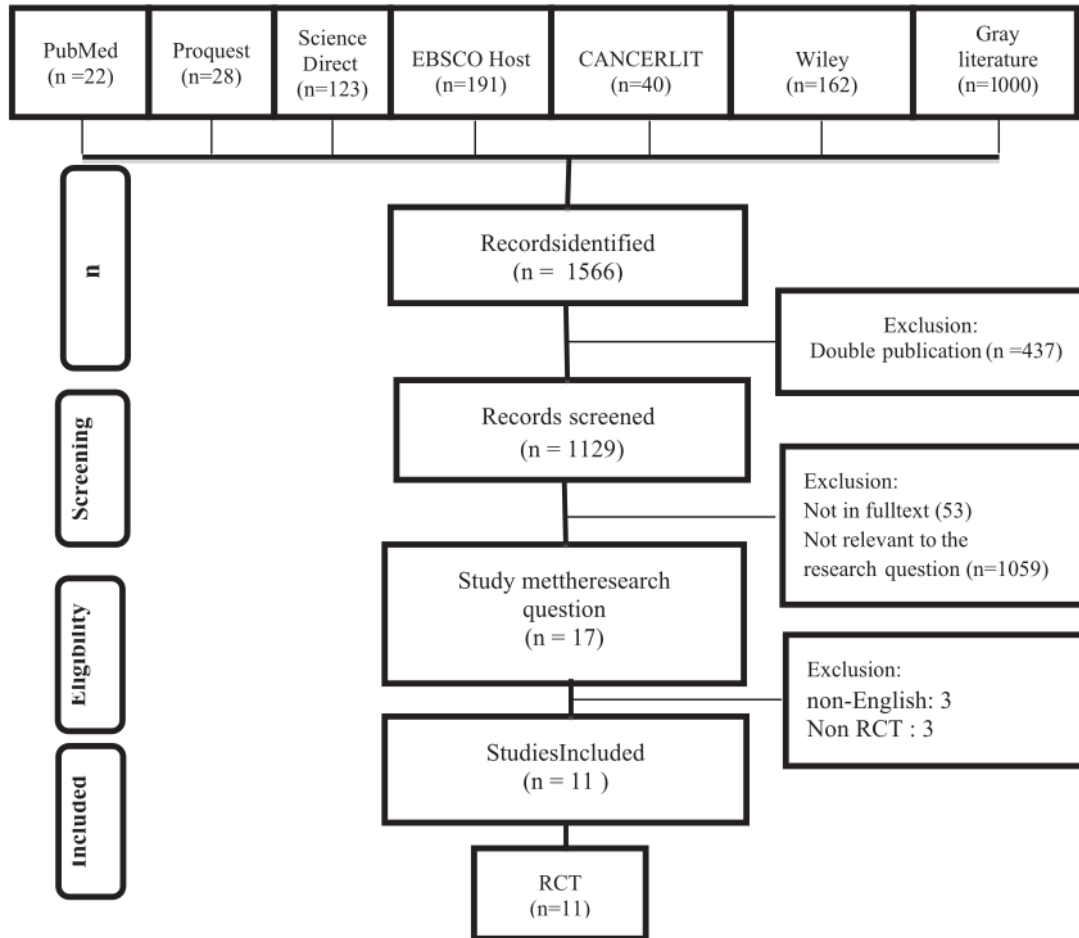 PubMed
(n =22)
Proquest
(n=28)
Science
Direct
(n=123)
EBSCO Host
(n=191)
CANCERLIT
(n=40)
Wiley
(n=162)
Gray
literature
(n=1000)
n
Recordsidentified
(n = 1566)
Exclusion:
Double publication (n =437)
Screening
Records screened
(n = 1129)
Exclusion:
Not in fulltext (53)
Not relevant to the
research question (n=1059)
Eligibility
Study mettheresearch
question
(n = 17)
Exclusion:
non-English: 3
Non RCT : 3
Included
StudiesIncluded
(n = 11 )
RCT
(n=11)